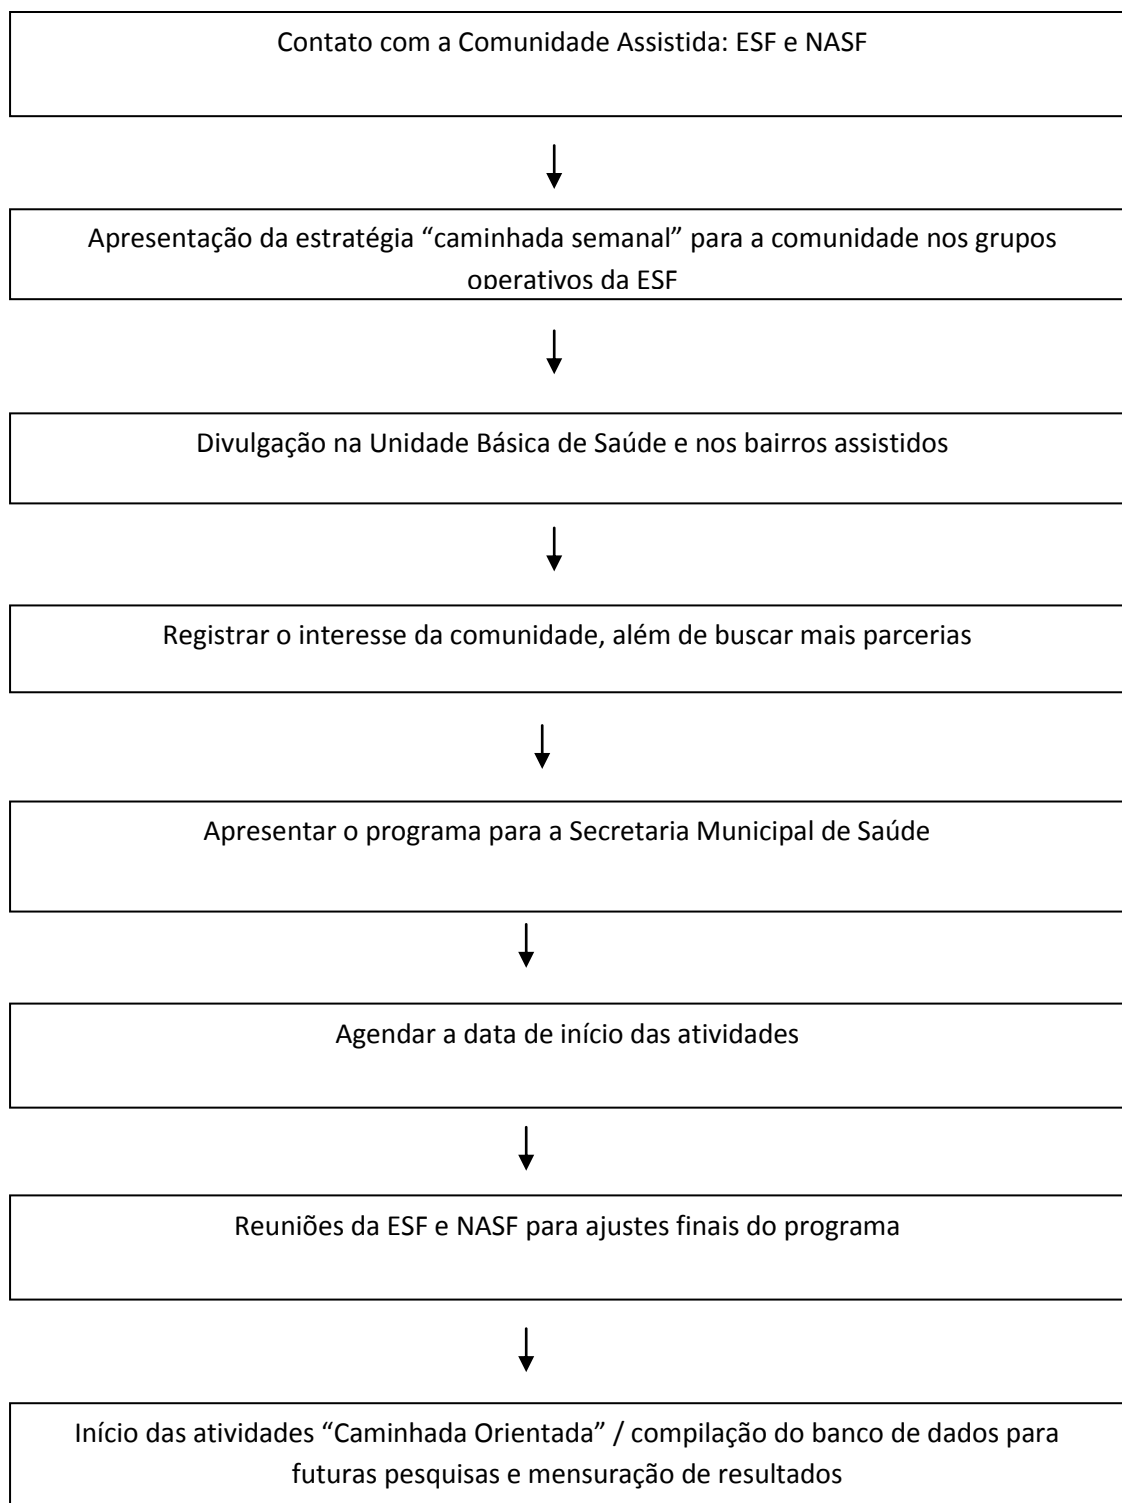 Contato com a Comunidade Assistida: ESF e NASF
Apresentação da estratégia “caminhada semanal” para a comunidade nos grupos
operativos da ESF
Divulgação na Unidade Básica de Saúde e nos bairros assistidos
Registrar o interesse da comunidade, além de buscar mais parcerias
Apresentar o programa para a Secretaria Municipal de Saúde
Agendar a data de início das atividades
Reuniões da ESF e NASF para ajustes finais do programa
Início das atividades “Caminhada Orientada” / compilação do banco de dados para
futuras pesquisas e mensuração de resultados